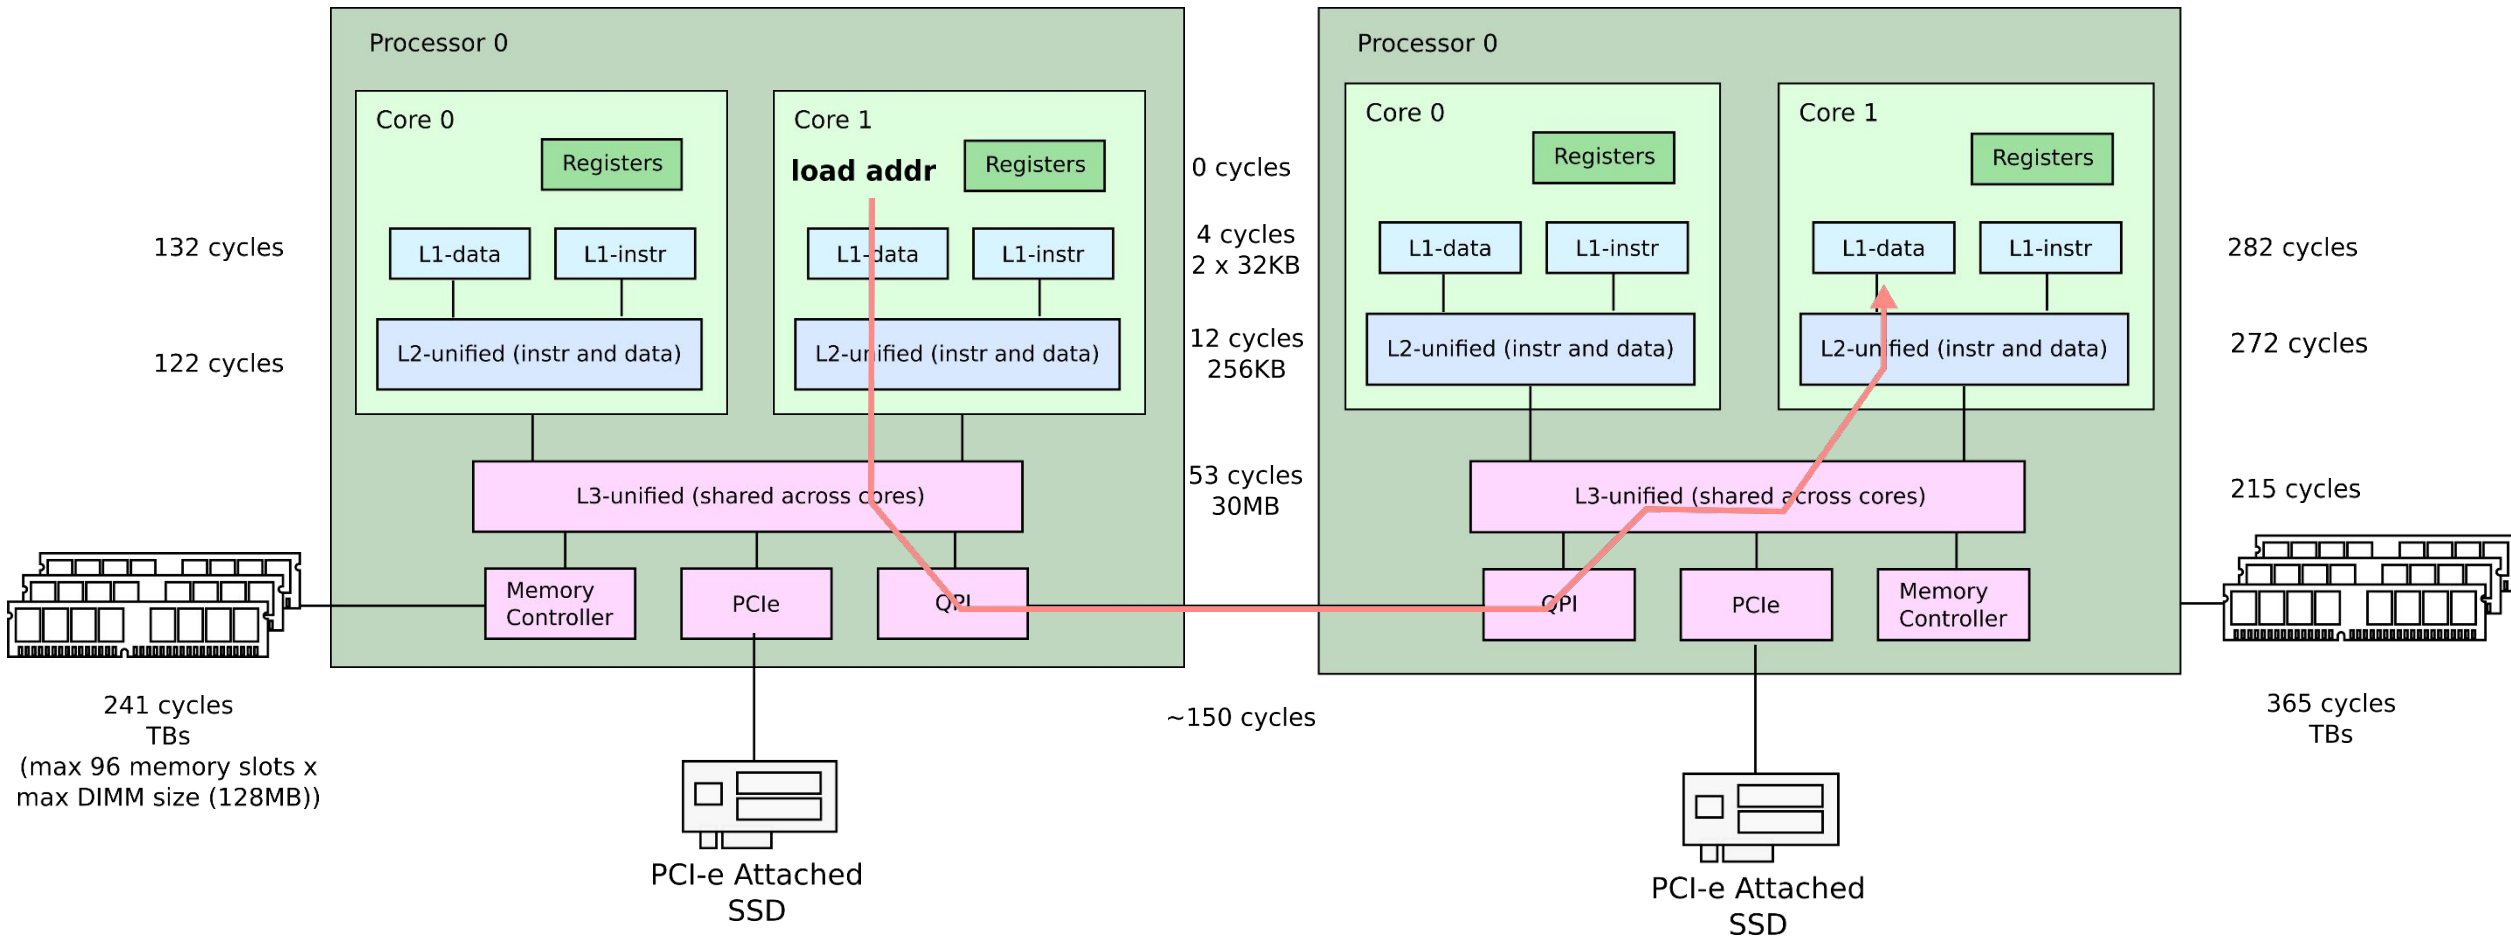 Processor 0
Core 0
Registers
L1-data
L1-instr
L2-unified (instr and data)
Core 1
load addr
Registers
L1-data
L1-instr
L2-unified (instr and data)
L3-unified (shared across cores)
Memory
Controller
PCIe
QPI
132 cycles
122 cycles
241 cycles
TBs
(max 96 memory slots x
max DIMM size (128MB))
PCI-e Attached
SSD
0 cycles
4 cycles
2 x 32KB
12 cycles
256KB
53 cycles
30MB
~150 cycles
Processor 0
Core 0
Registers
L1-data
L1-instr
L2-unified (instr and data)
Core 1
Registers
L1-data
L1-instr
L2-unified (instr and data)
L3-unified (shared across cores)
QPI
PCIe
Memory
Controller
282 cycles
272 cycles
215 cycles
365 cycles
TBs
PCI-e Attached
SSD